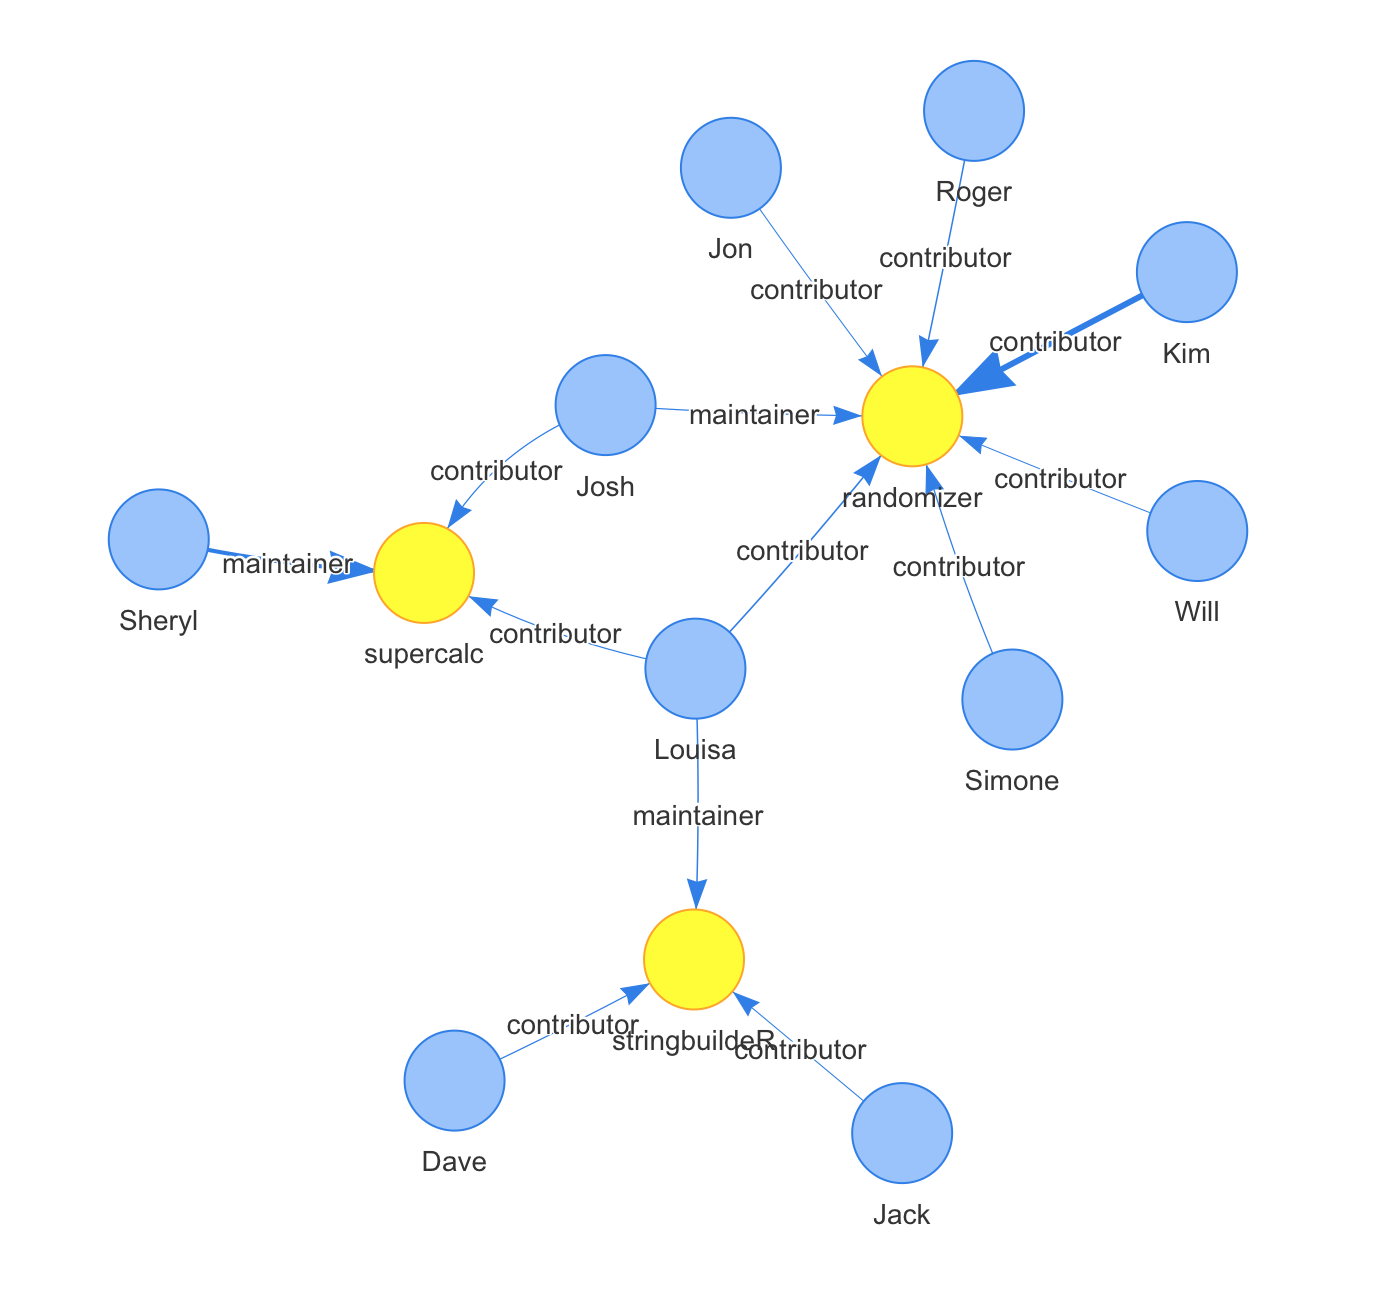 Roger
Jon
contributor
contributor
contributor
Kim
maintainer
contributor
Josh
contributor
randomizer
contributor
maintainer
contributor
Will
Sheryl
contributor
supercalc
Louisa
Simone
maintainer
contributor
stringbuildeR
contributor
Dave
Jack